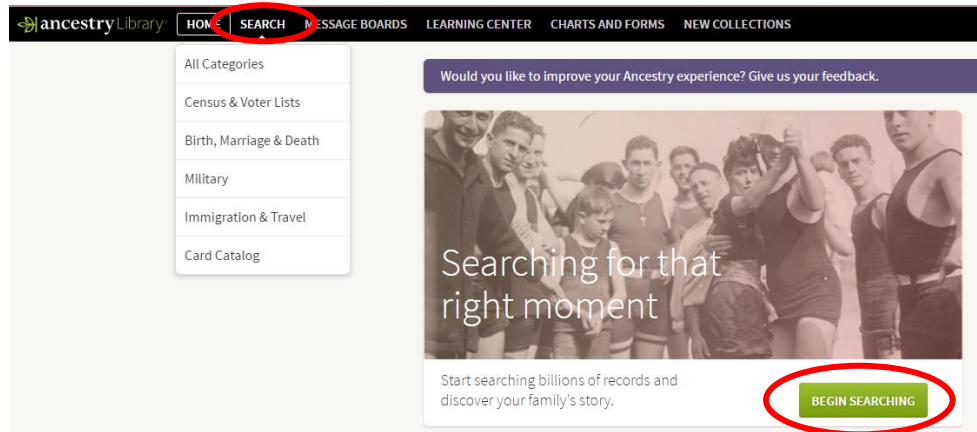 ancestryLibrary HOME SEARCH MESSAGE BOARDS LEARNING CENTER CHARTS AND FORMS NEW COLLECTIONS
All Categories
Census & Voter Lists
Birth, Marriage & Death
Military
Immigration & Travel
Card Catalog
Would you like to improve your Ancestry experience? Give us your feedback.
Searching for that
right moment
Start searching billions of records and
discover your family's story.
BEGIN SEARCHING